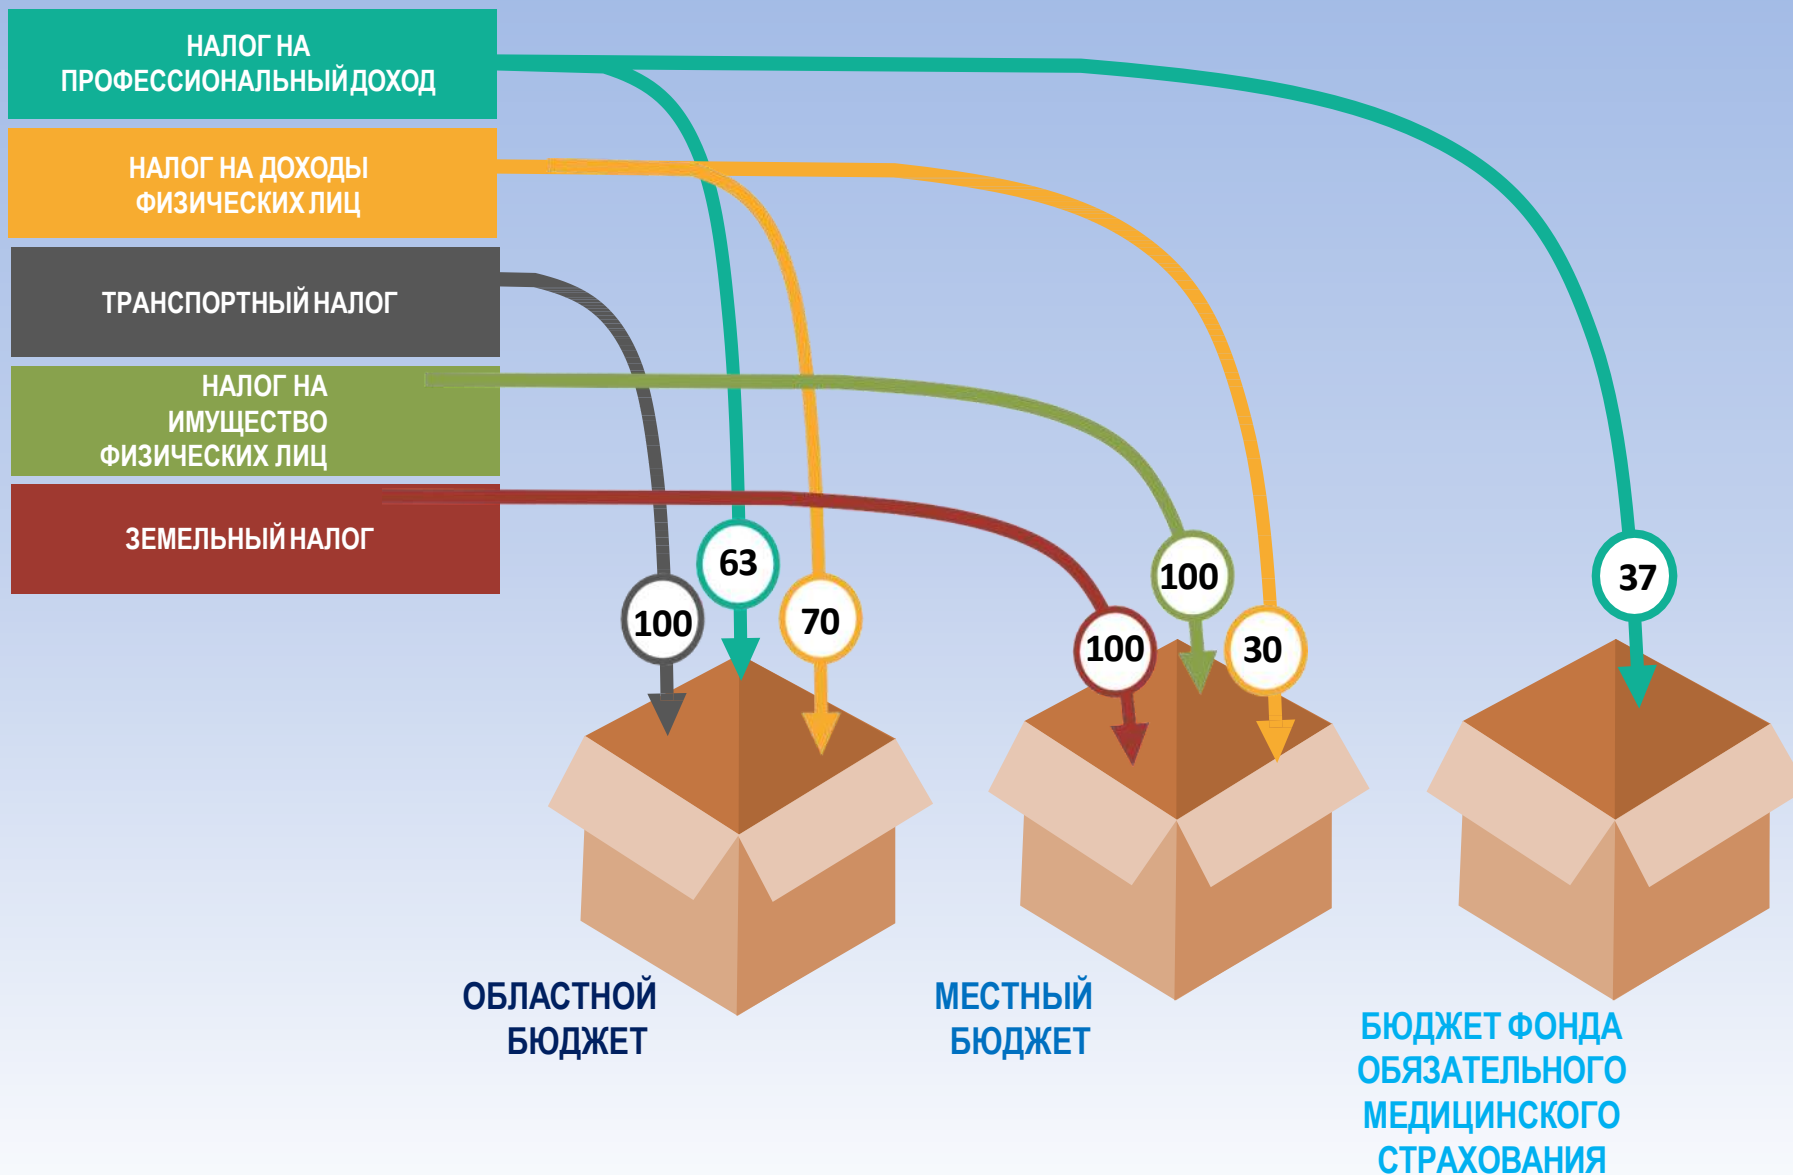 НАЛОГ НА
ПРОФЕССИОНАЛЬНЫЙ ДОХОД
НАЛОГ НА ДОХОДЫ
ФИЗИЧЕСКИХ ЛИЦ
ТРАНСПОРТНЫЙ НАЛОГ
НАЛОГ НА
ИМУЩЕСТВО
ФИЗИЧЕСКИХ ЛИЦ
ЗЕМЕЛЬНЫЙ НАЛОГ
100
63
70
100
100
30
37
ОБЛАСТНОЙ
БЮДЖЕТ
МЕСТНЫЙ
БЮДЖЕТ
БЮДЖЕТ ФОНДА
ОБЯЗАТЕЛЬНОГО
МЕДИЦИНСКОГО
СТРАХОВАНИЯ